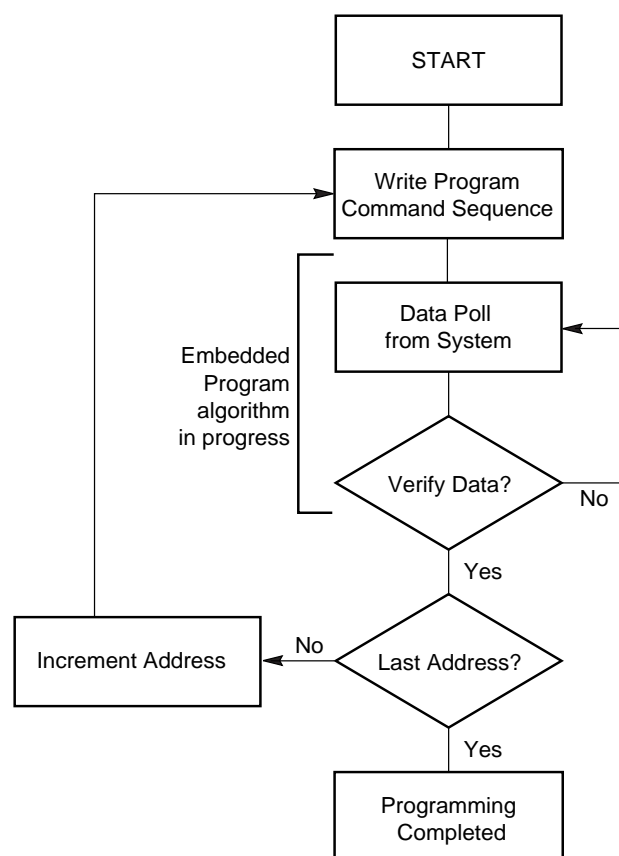 START
Write Program
Command Sequence
Data Poll
from System
Embedded
Program
algorithm
in progress
Verify Data?
No
Yes
Increment Address
No
Last Address?
Yes
Programming
Completed